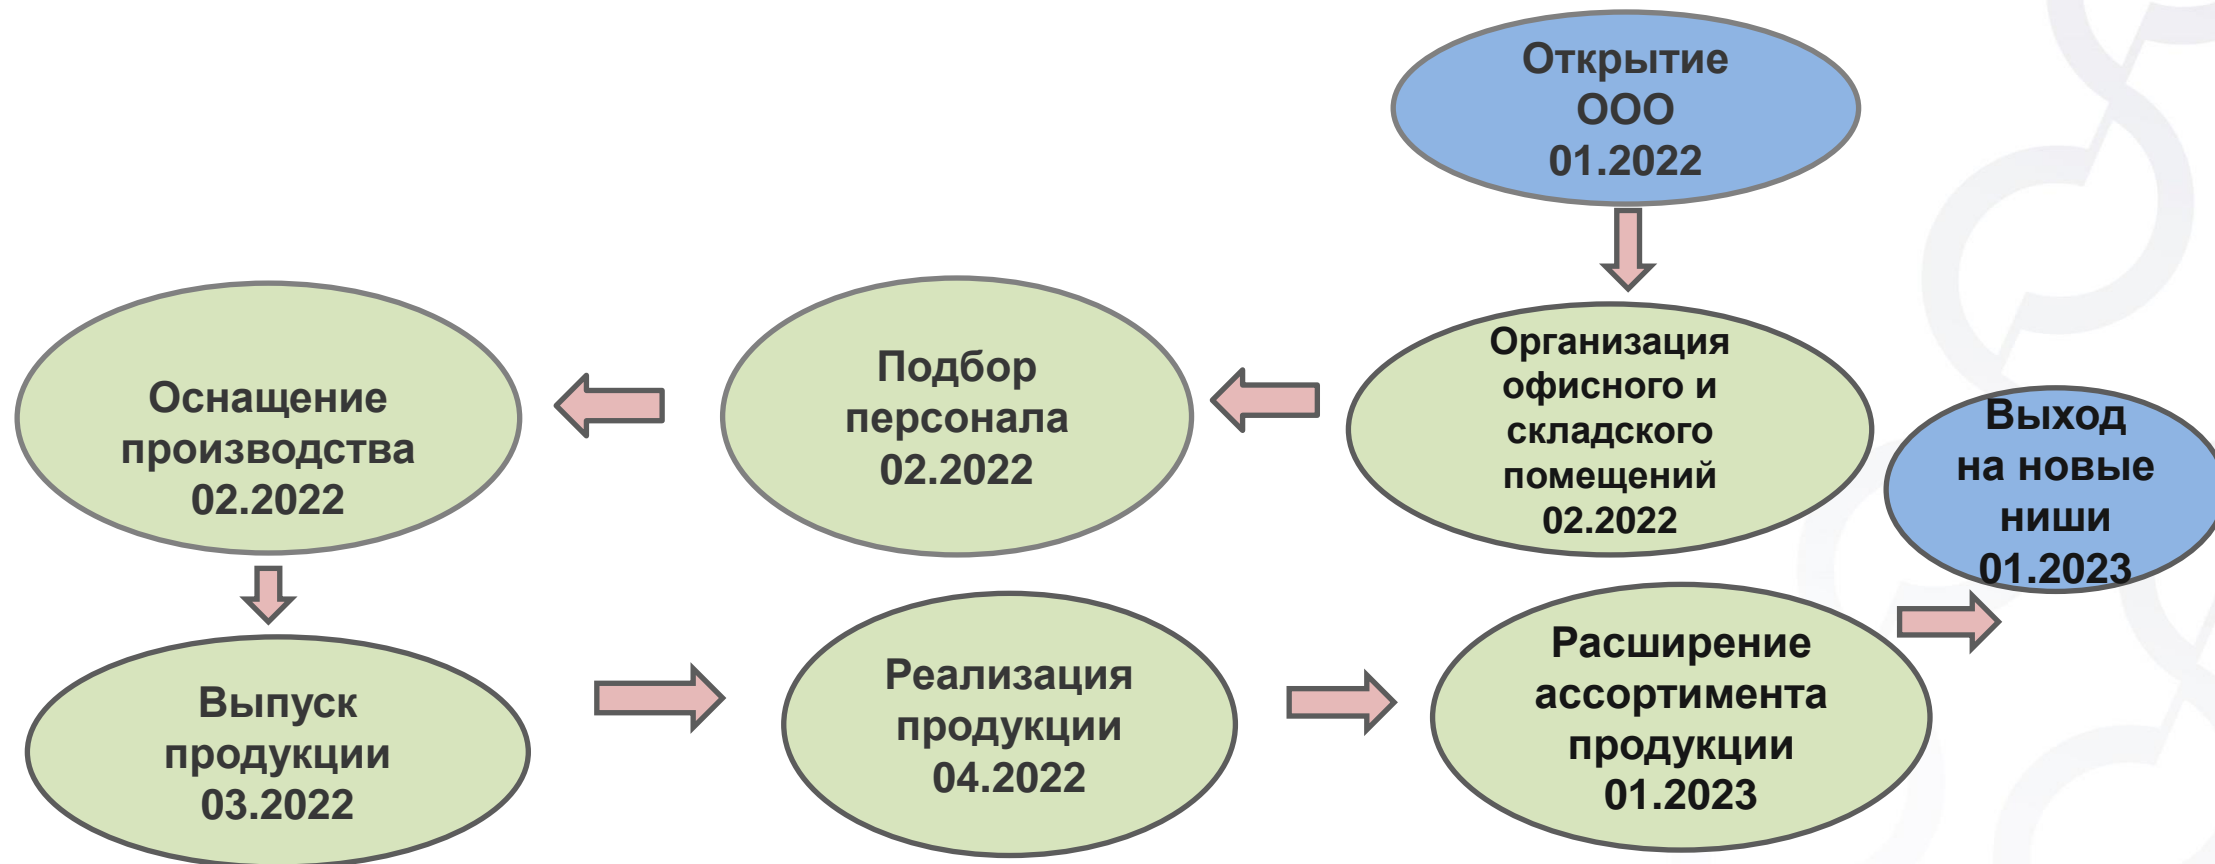 Открытие
ООО
01.2022
Организация
офисного и
складского
помещений
02.2022
Подбор
персонала
02.2022
Оснащение
производства
02.2022
Выпуск
продукции
03.2022
Реализация
продукции
04.2022
Расширение
ассортимента
продукции
01.2023
Выход
на новые
ниши
01.2023